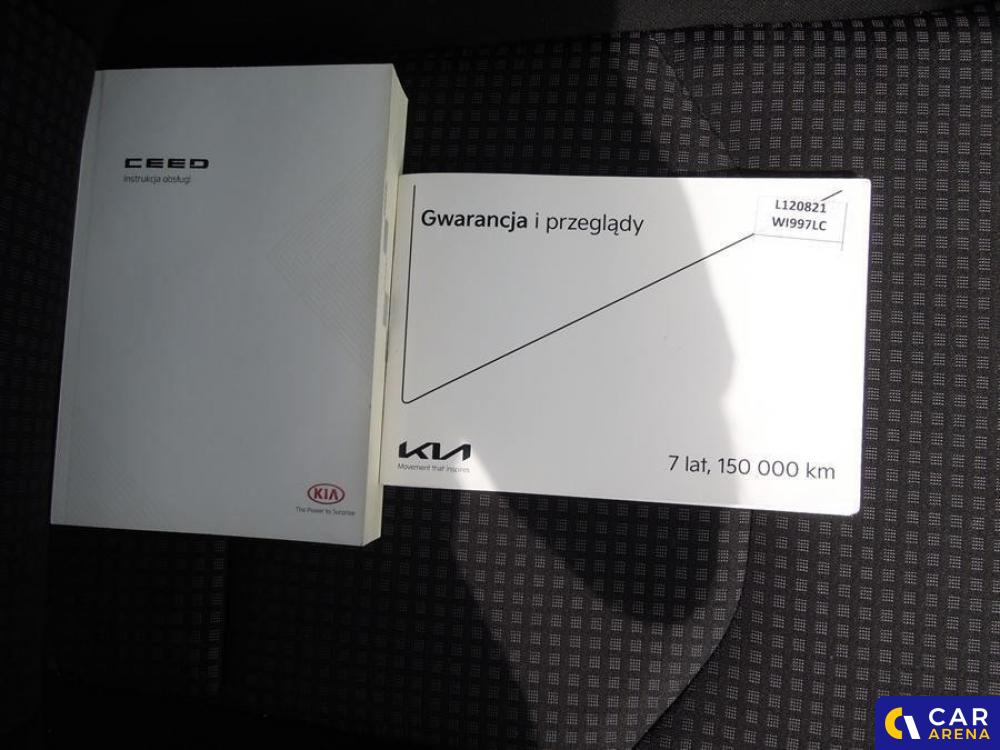 CEED
Instrukcja obsługi
KIA
The Power to Surprise
Gwarancja i przeglądy
L120821
WI997LC
KIA
Movement that inspires
7 lat, 150 000 km
CAR
ARENA